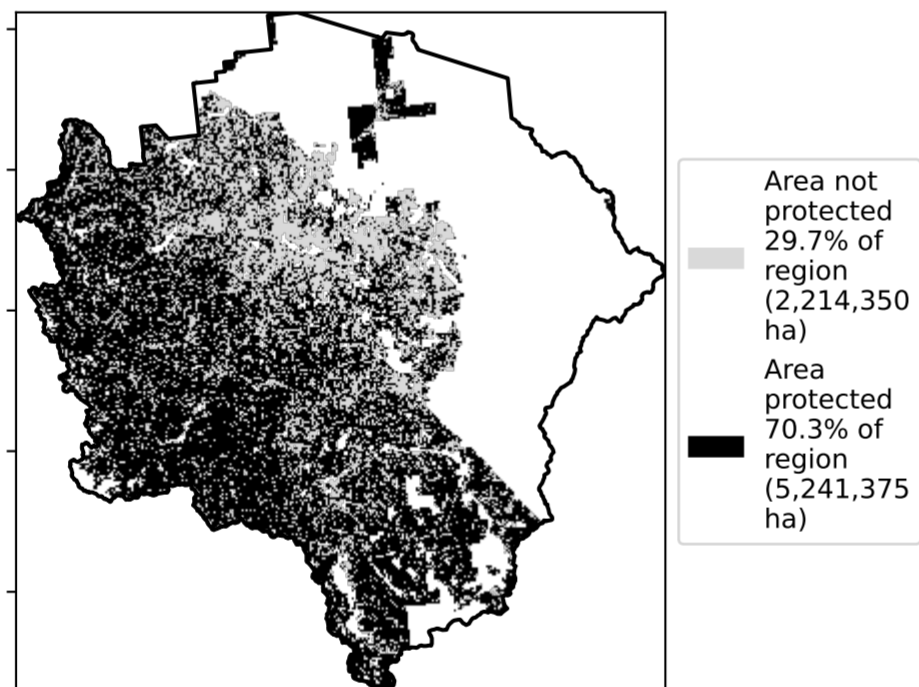 Area not
protected
29.7% of
region
(2,214,350
ha)
Area
protected
70.3% of
region
(5,241,375
ha)